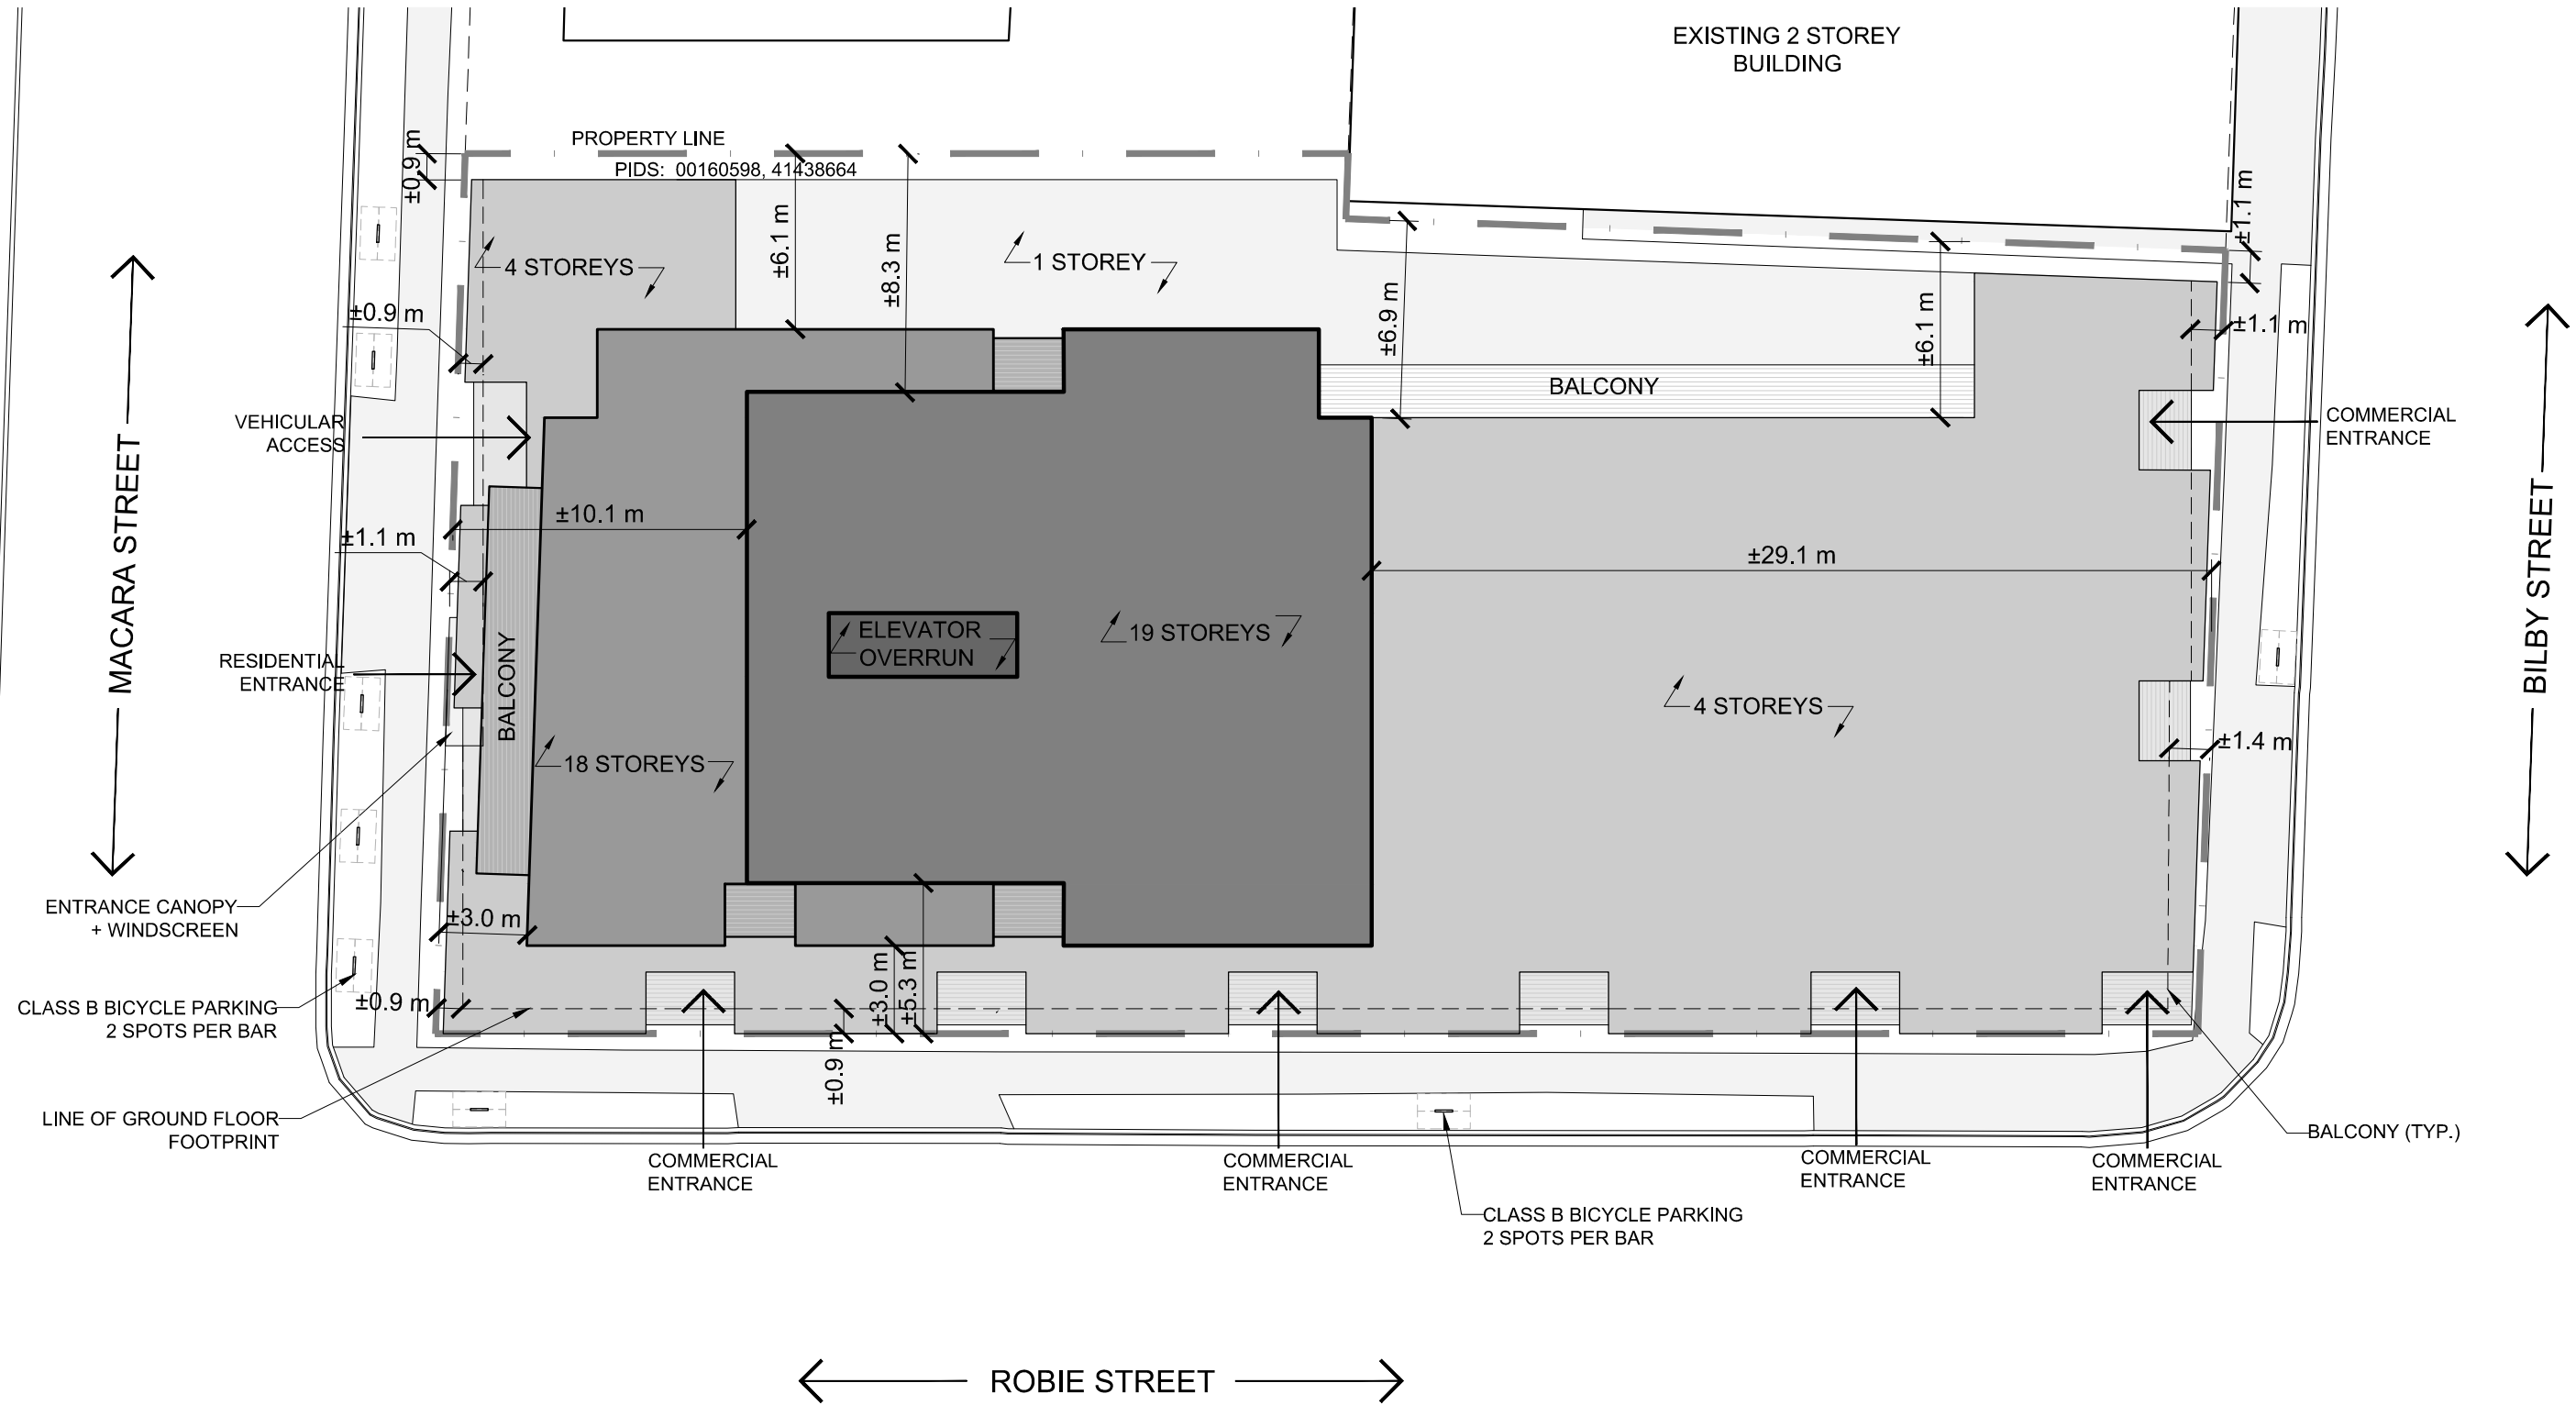 EXISTING 2 STOREY
BUILDING
PROPERTY LINE
PIDS: 00160598, 41438664
±0.9 m
±6.1 m
±8.3 m
±1.1 m
4 STOREYS
1 STOREY
±0.9 m
±6.9 m
±6.1 m
±1.1 m
BALCONY
VEHICULAR
ACCESS
COMMERCIAL
ENTRANCE
MACARA STREET
±10.1 m
±1.1 m
±29.1 m
BILBY STREET
ELEVATOR
OVERRUN
19 STOREYS
RESIDENTIAL
ENTRANCE
BALCONY
4 STOREYS
18 STOREYS
±1.4 m
ENTRANCE CANOPY
+ WINDSCREEN
±3.0 m
±3.0 m
±5.3 m
CLASS B BICYCLE PARKING
2 SPOTS PER BAR
±0.9 m
±0.9 m
LINE OF GROUND FLOOR
FOOTPRINT
BALCONY (TYP.)
COMMERCIAL
ENTRANCE
COMMERCIAL
ENTRANCE
COMMERCIAL
ENTRANCE
COMMERCIAL
ENTRANCE
CLASS B BICYCLE PARKING
2 SPOTS PER BAR
ROBIE STREET